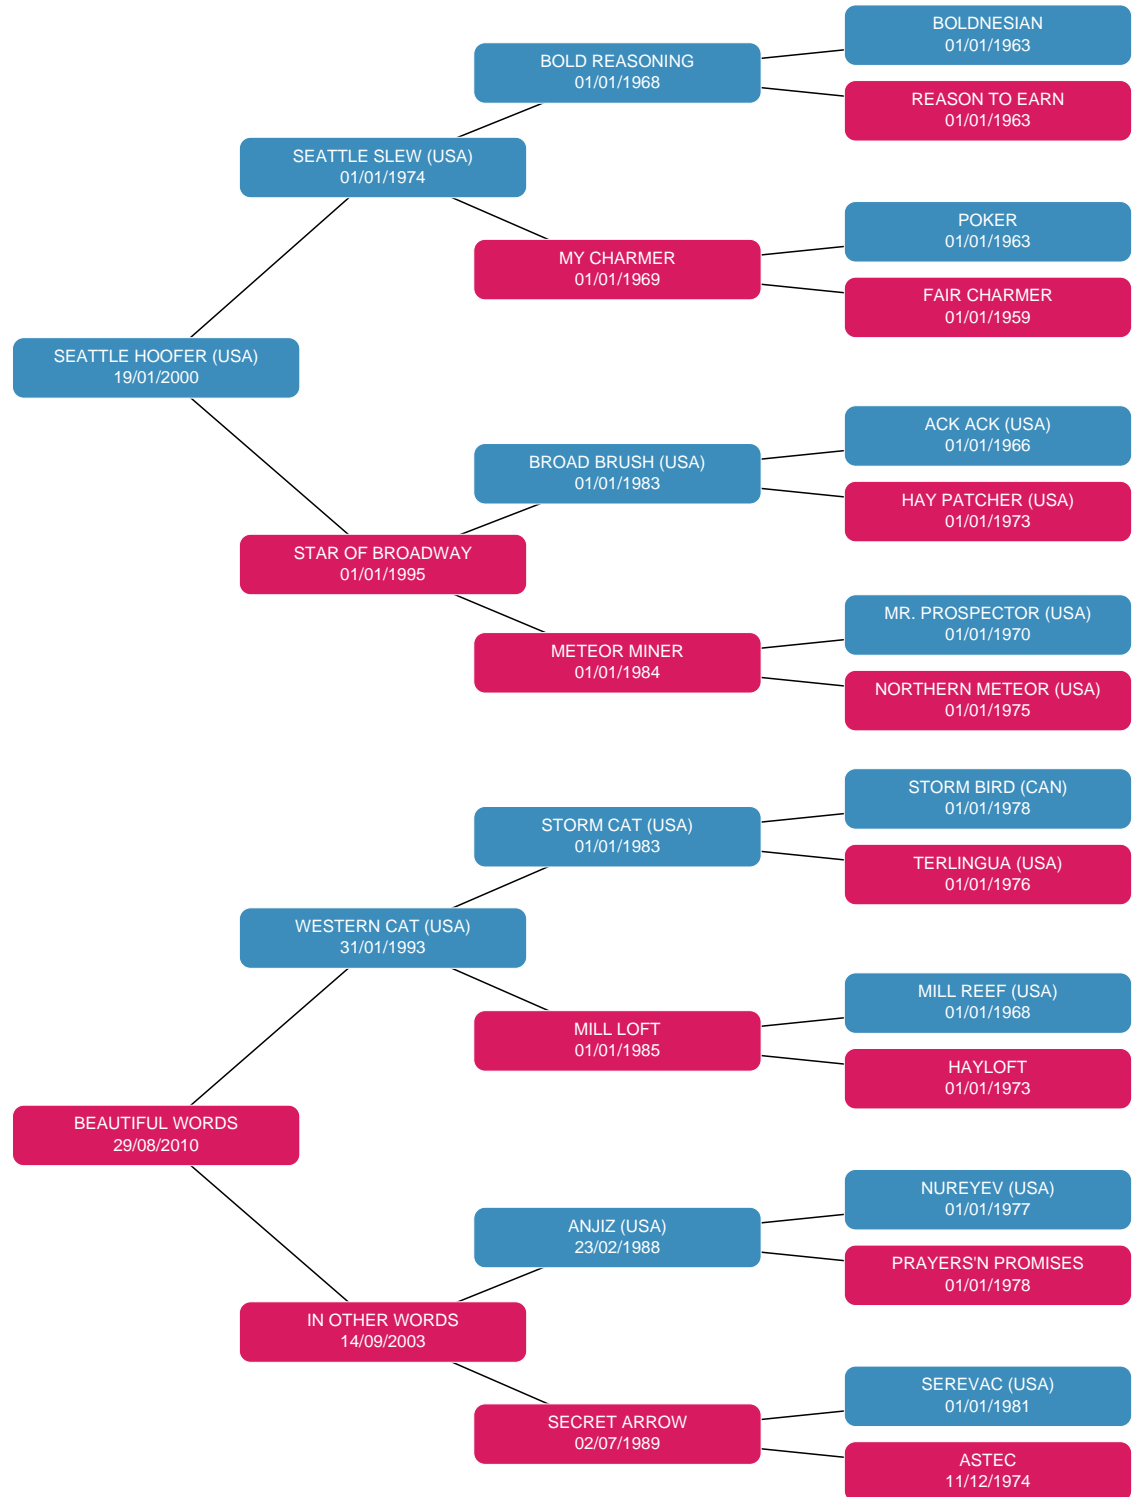 BOLDNESIAN
01/01/1963
BOLD REASONING
01/01/1968
REASON TO EARN
01/01/1963
SEATTLE SLEW (USA)
01/01/1974
POKER
01/01/1963
MY CHARMER
01/01/1969
FAIR CHARMER
01/01/1959
SEATTLE HOOFER (USA)
19/01/2000
ACK ACK (USA)
01/01/1966
BROAD BRUSH (USA)
01/01/1983
HAY PATCHER (USA)
01/01/1973
STAR OF BROADWAY
01/01/1995
MR. PROSPECTOR (USA)
01/01/1970
METEOR MINER
01/01/1984
NORTHERN METEOR (USA)
01/01/1975
STORM BIRD (CAN)
01/01/1978
STORM CAT (USA)
01/01/1983
TERLINGUA (USA)
01/01/1976
WESTERN CAT (USA)
31/01/1993
MILL REEF (USA)
01/01/1968
MILL LOFT
01/01/1985
HAYLOFT
01/01/1973
BEAUTIFUL WORDS
29/08/2010
NUREYEV (USA)
01/01/1977
ANJIZ (USA)
23/02/1988
PRAYERS'N PROMISES
01/01/1978
IN OTHER WORDS
14/09/2003
SEREVAC (USA)
01/01/1981
SECRET ARROW
02/07/1989
ASTEC
11/12/1974